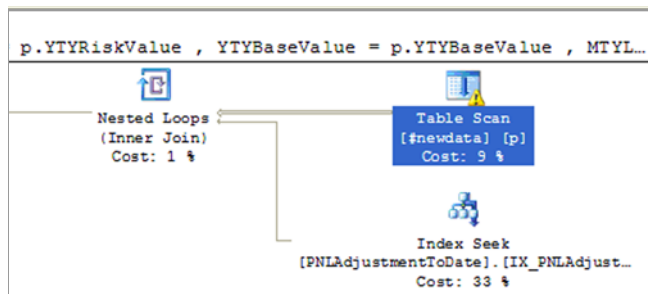 p.YTYRiskValue , YTYBaseValue = p.YTYBaseValue , MTYL…
Nested Loops
(Inner Join)
Cost: 1 %
Table Scan
[#newdata] [p]
Cost: 9 %
Index Seek
[PNLAdjustmentToDate].[IX_PNLAdjust…
Cost: 33 %